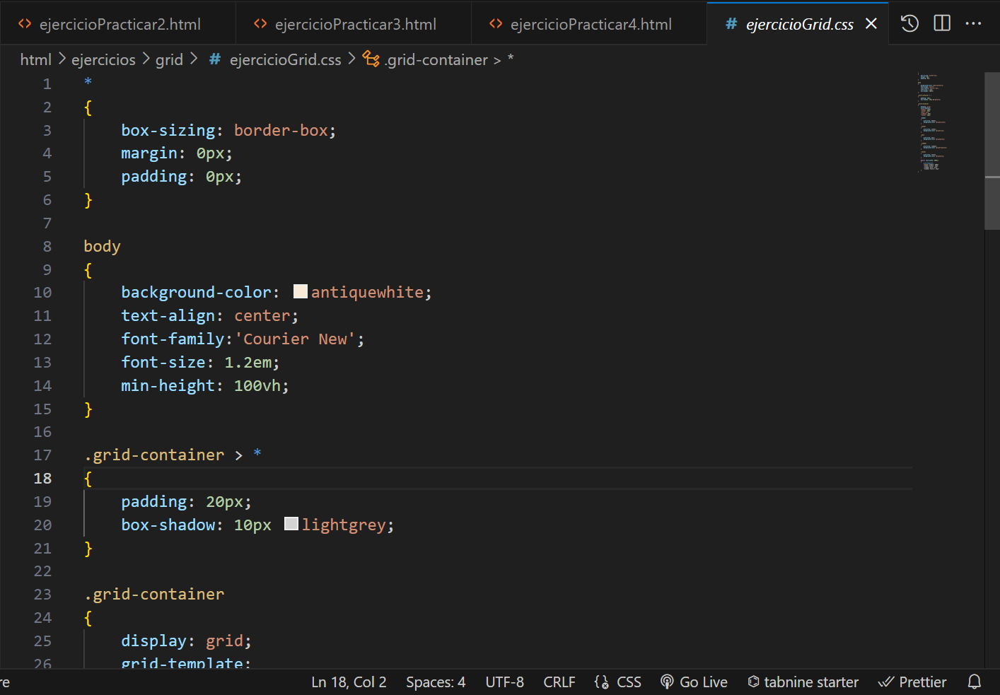 <> ejercicioPracticar2.html <> ejercicioPracticar3.html <> ejercicioPracticar4.html # ejercicioGrid.css
html > ejercicios > grid > # ejercicioGrid.css > .grid-container > *
1 *
2 {
3 box-sizing: border-box;
4 margin: 0px;
5 padding: 0px;
6 }
7
8 body
9 {
10 background-color: antiquewhite;
11 text-align: center;
12 font-family:'Courier New';
13 font-size: 1.2em;
14 min-height: 100vh;
15 }
16
17 .grid-container > *
18 {
19 padding: 20px;
20 box-shadow: 10px lightgrey;
21 }
22
23 .grid-container
24 {
25 display: grid;
26 grid-template:
re Ln 18, Col 2 Spaces: 4 UTF-8 CRLF CSS Go Live tabnine starter Prettier